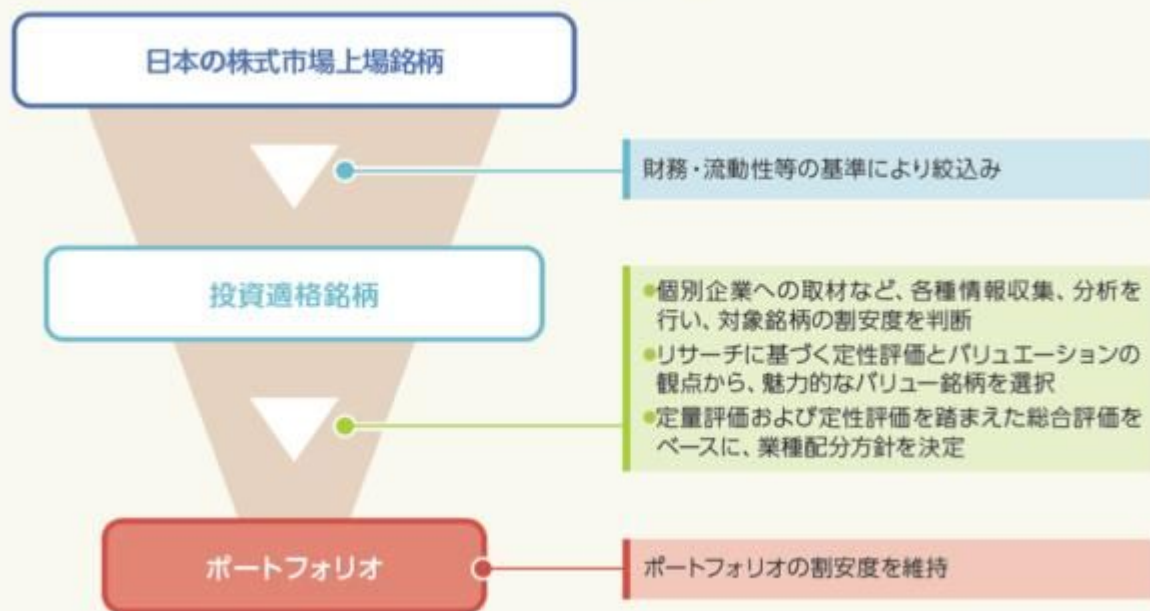 日本の株式市場上場銘柄
財務・流動性等の基準により絞込み
投資適格銘柄
●個別企業への取材など、各種情報収集、分析を
行い、対象銘柄の割安度を判断
●リサーチに基づく定性評価とバリュエーションの
観点から、魅力的なバリュー銘柄を選択
●定量評価および定性評価を踏まえた総合評価を
ベースに、業種配分方針を決定
ポートフォリオ
ポートフォリオの割安度を維持